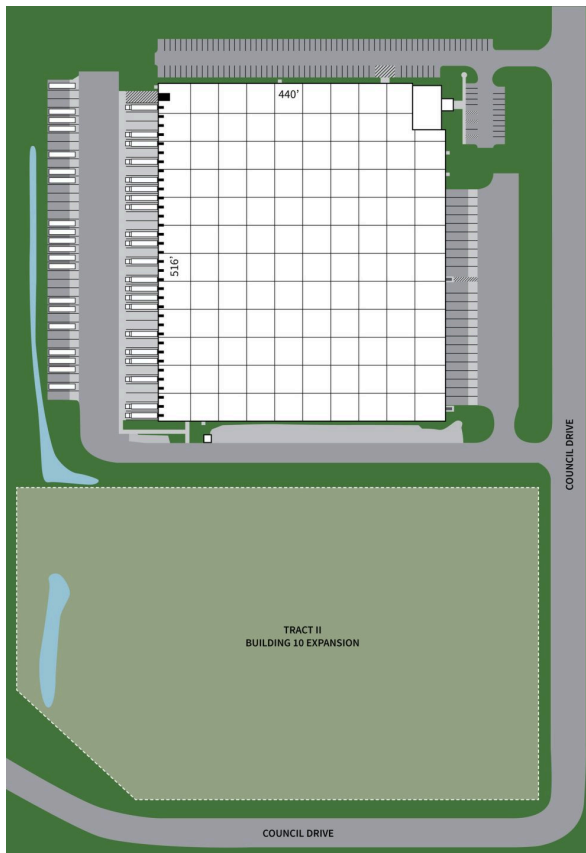 440’
516’
COUNCIL DRIVE
TRACT II
BUILDING 10 EXPANSION
COUNCIL DRIVE